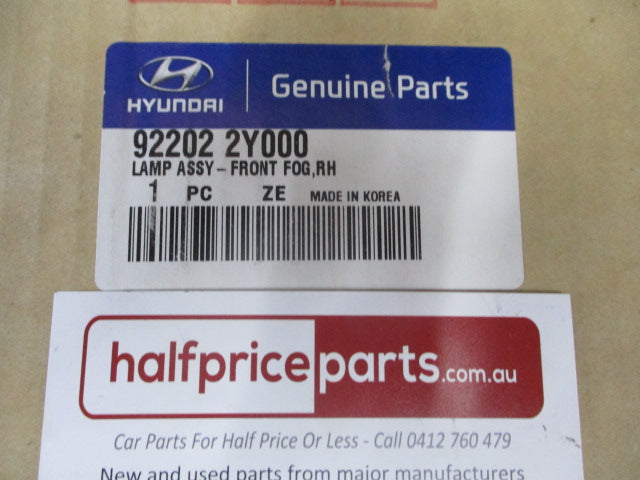 HYUNDAI
Genuine Parts
92202 2Y000
LAMP ASSY-FRONT FOG,RH
1 PC ZE MADE IN KOREA
halfpriceparts.com.au
Car Parts For Half Price Or Less - Call 0412 760 479
New and used parts from major manufacturers